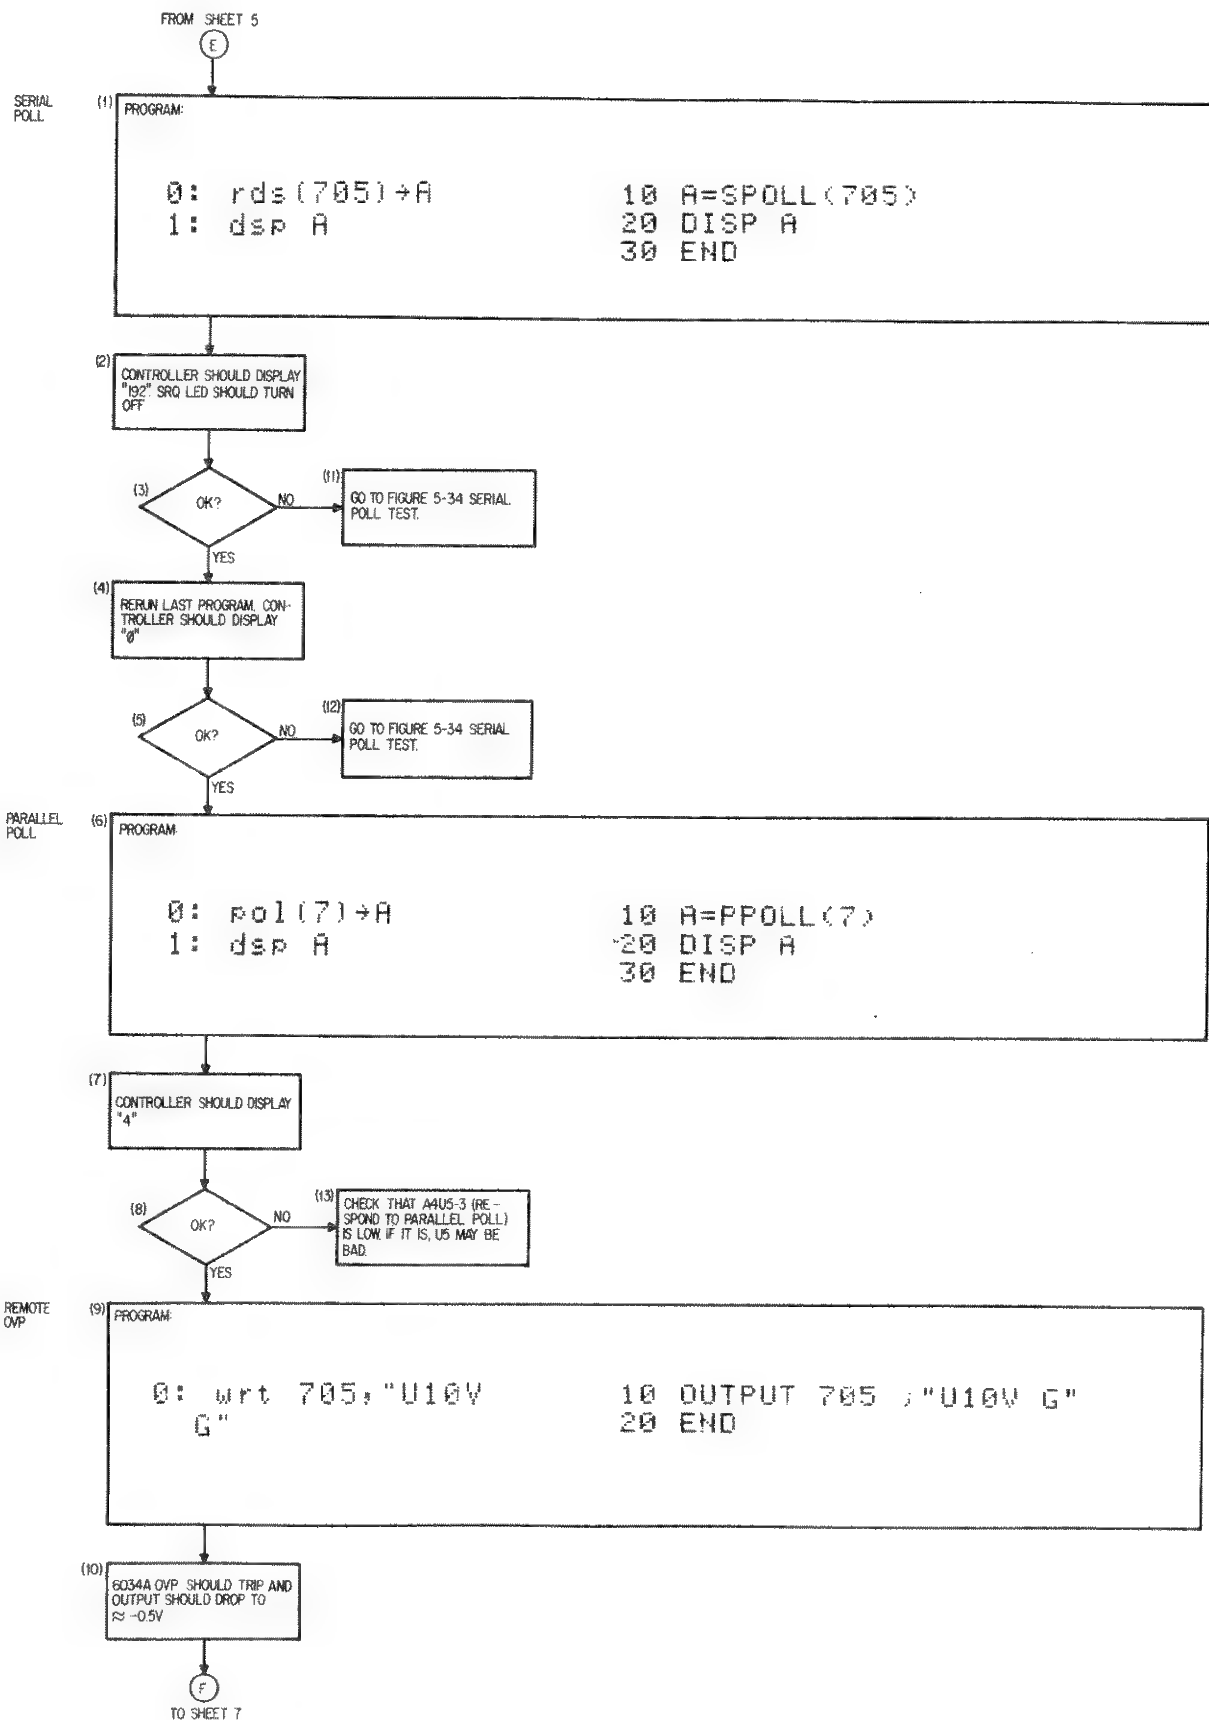 FROM SHEET 5
E
SERIAL
POLL
(1)
PROGRAM:
0: rds(705)→A
1: dsp A
10 A=SPOLL(705)
20 DISP A
30 END
(2)
CONTROLLER SHOULD DISPLAY
"192". SRQ LED SHOULD TURN
OFF
(3)
OK?
NO
(11)
GO TO FIGURE 5-34 SERIAL
POLL TEST.
YES
(4)
RERUN LAST PROGRAM, CON-
TROLLER SHOULD DISPLAY
"0"
(5)
OK?
NO
(12)
GO TO FIGURE 5-34 SERIAL
POLL TEST.
YES
PARALLEL
POLL
(6)
PROGRAM:
0: pol(7)→A
1: dsp A
10 A=PPOLL(7)
20 DISP A
30 END
(7)
CONTROLLER SHOULD DISPLAY
"4"
(8)
OK?
NO
(13)
CHECK THAT A4U5-3 (RE-
SPOND TO PARALLEL POLL)
IS LOW. IF IT IS, U5 MAY BE
BAD.
YES
REMOTE
OVP
(9)
PROGRAM:
0: wrt 705,"U10V
G"
10 OUTPUT 705 ;"U10V G"
20 END
(10)
6034A OVP SHOULD TRIP AND
OUTPUT SHOULD DROP TO
≈ -0.5V
F
TO SHEET 7